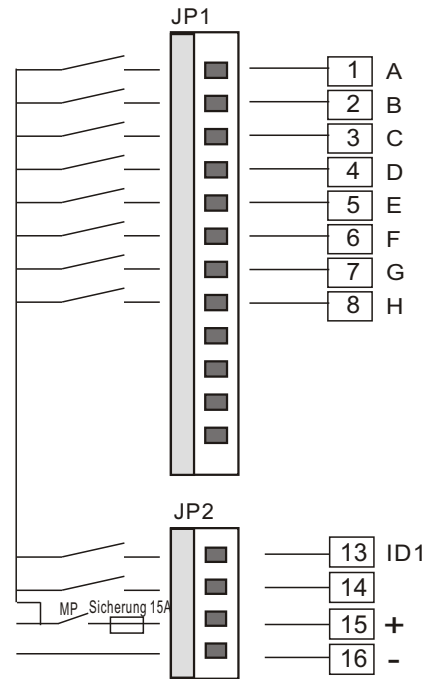 JP1
1 A
2 B
3 C
4 D
5 E
6 F
7 G
8 H
JP2
13 ID1
14
MP Sicherung 15A
15 +
16 -